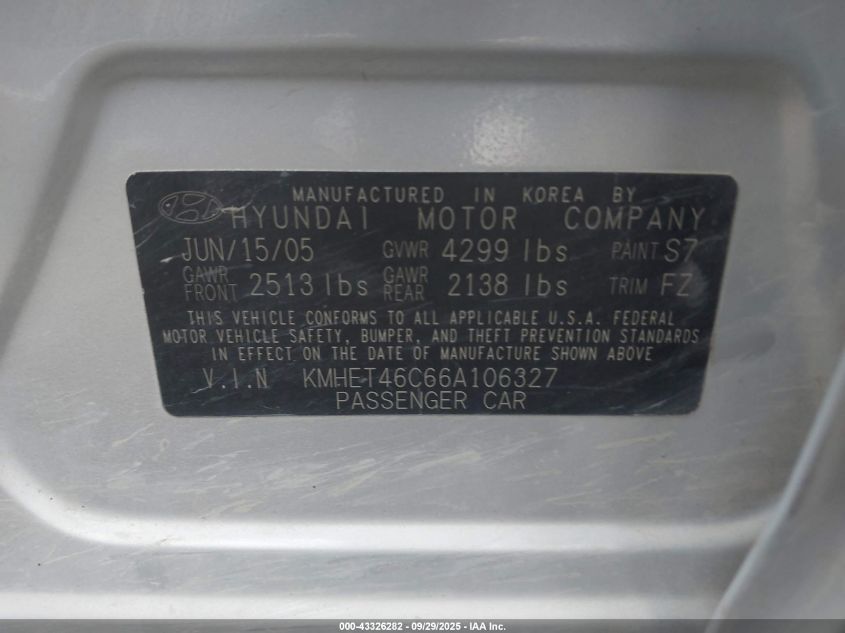 MANUFACTURED IN KOREA BY
HYUNDAI MOTOR COMPANY
JUN/15/05 GVWR 4299 lbs PAINT S7
GAWR FRONT 2513 lbs GAWR REAR 2138 lbs TRIM FZ
THIS VEHICLE CONFORMS TO ALL APPLICABLE U.S.A. FEDERAL
MOTOR VEHICLE SAFETY, BUMPER, AND THEFT PREVENTION STANDARDS
IN EFFECT ON THE DATE OF MANUFACTURE SHOWN ABOVE
V.I.N KMHET46C66A106327
PASSENGER CAR
000-43326282 - 09/29/2025 - IAA Inc.